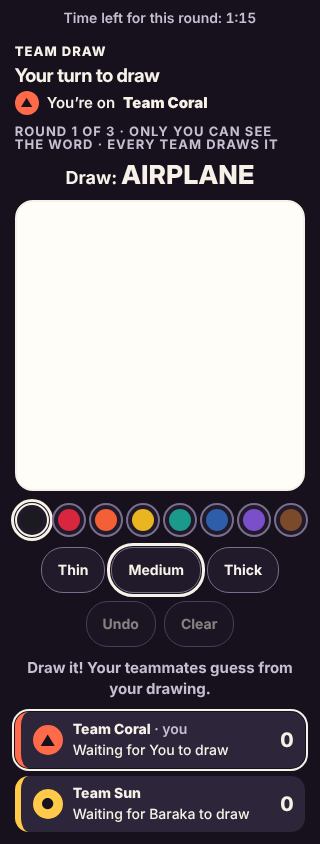 Time left for this round: 1:15
TEAM DRAW
Your turn to draw
You're on Team Coral
ROUND 1 OF 3 · ONLY YOU CAN SEE
THE WORD · EVERY TEAM DRAWS IT
Draw: AIRPLANE
Thin
Medium
Thick
Undo
Clear
Draw it! Your teammates guess from
your drawing.
Team Coral · you
Waiting for You to draw
0
Team Sun
Waiting for Baraka to draw
0